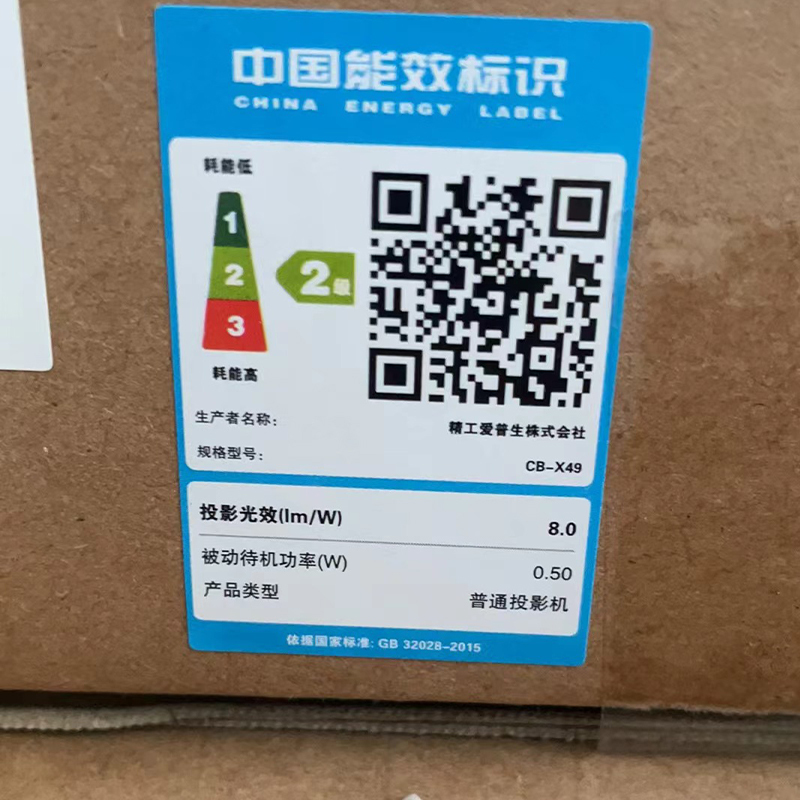 中国能效标识
CHINA ENERGY LABEL
耗能低
1
2
2级
3
耗能高
生产者名称：
精工爱普生株式会社
规格型号：
CB-X49
投影光效(lm/W)
8.0
被动待机功率(W)
0.50
产品类型
普通投影机
依据国家标准: GB 32028-2015